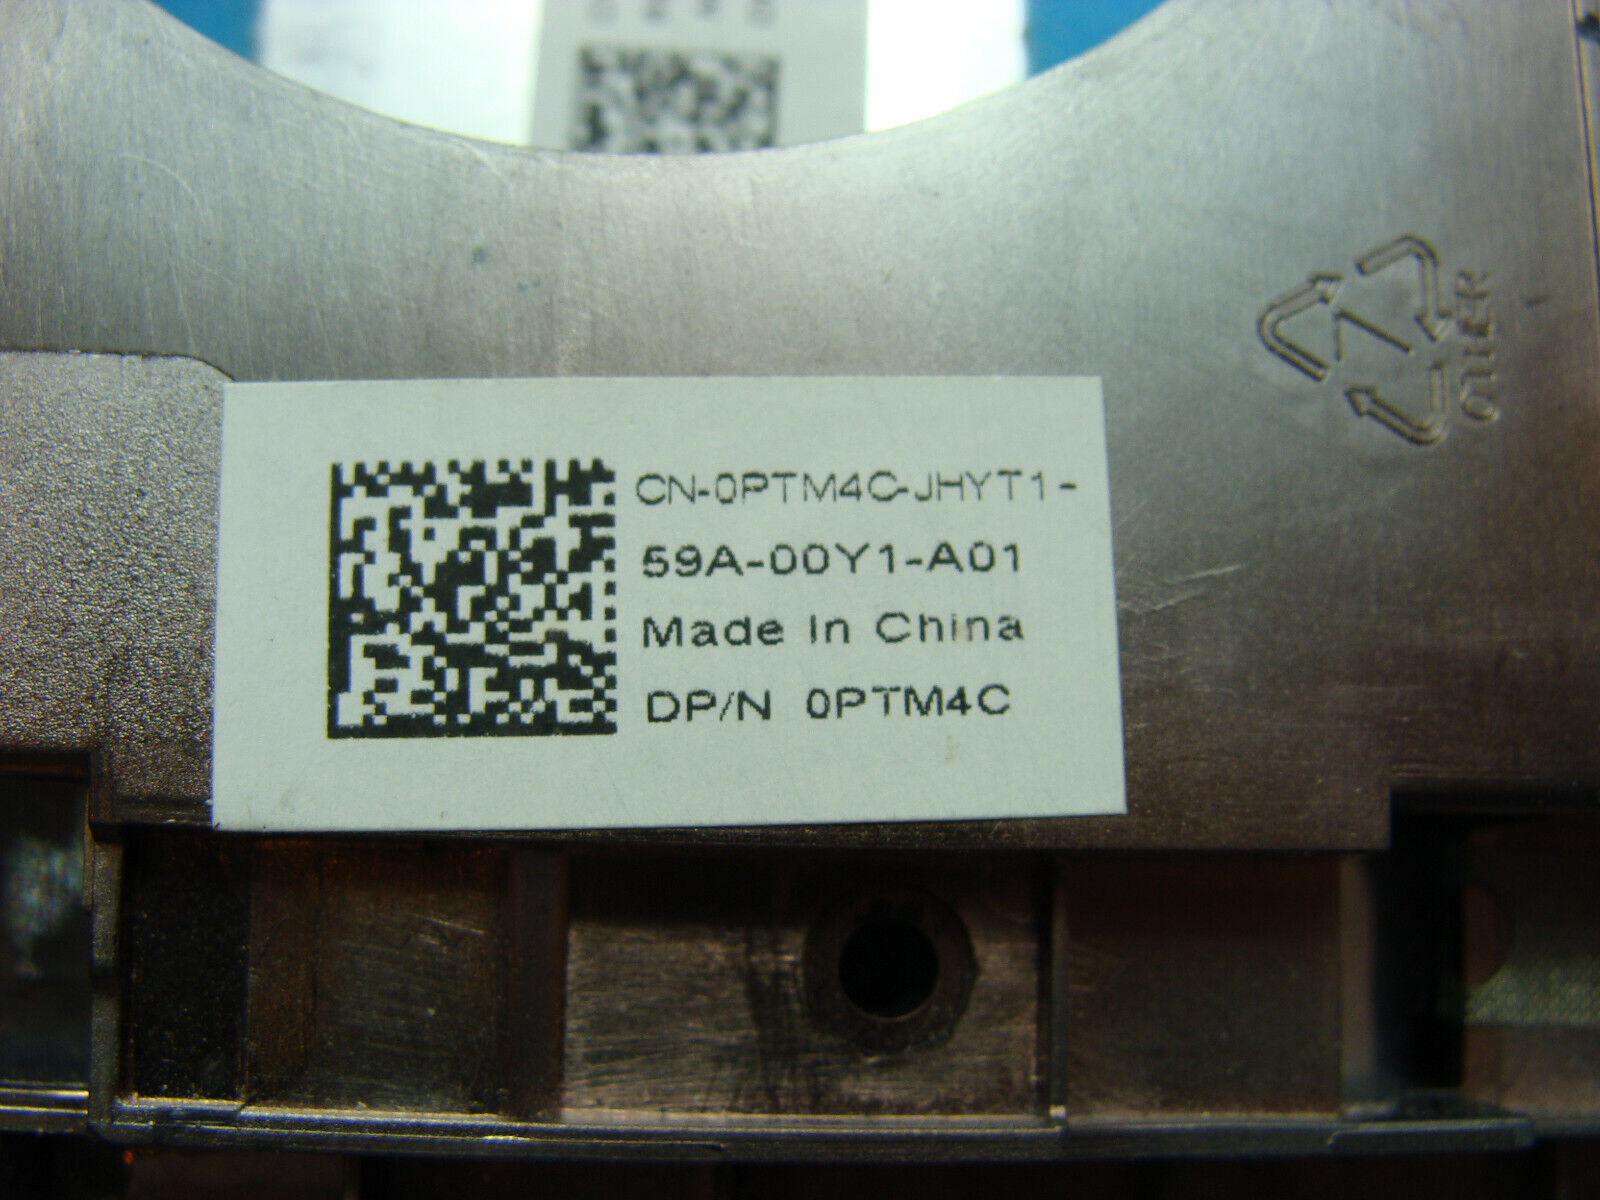 CN-0PTM4C-JHYT1-
59A-00Y1-A01
Made In China
DP/N 0PTM4C